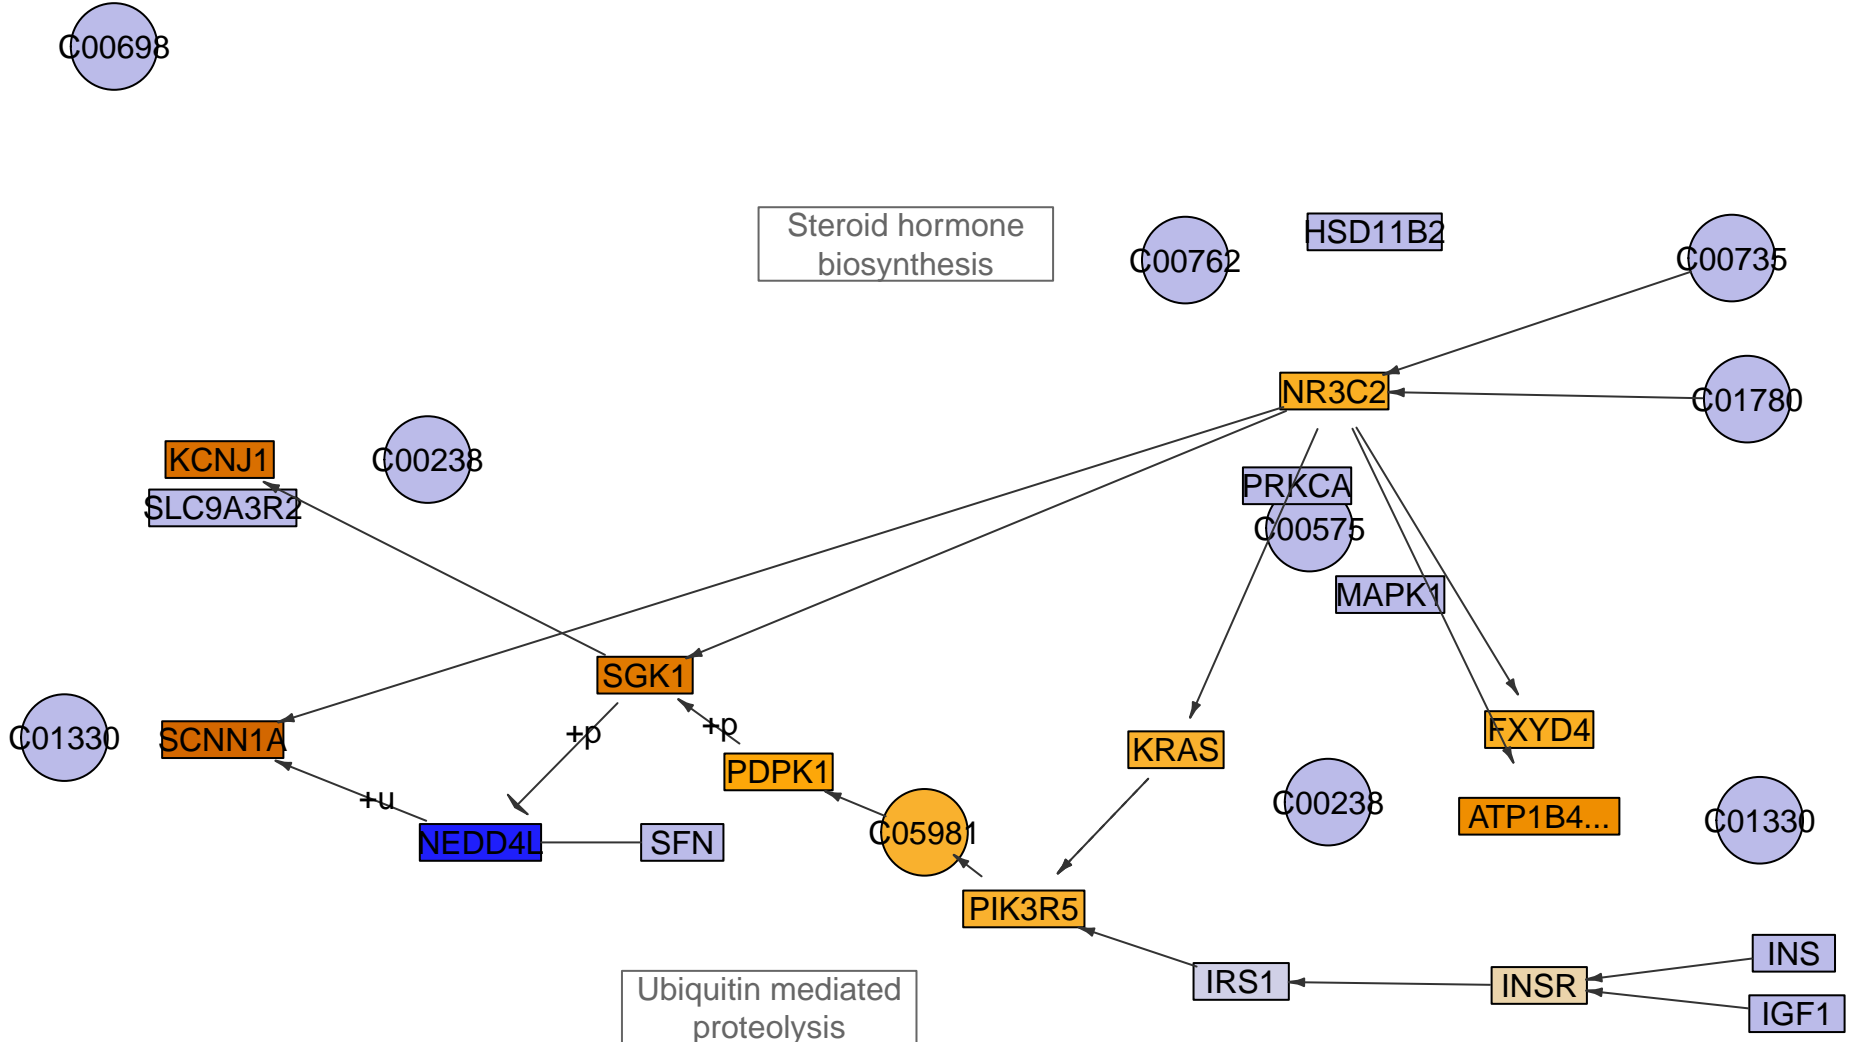 C00698
Steroid hormone
biosynthesis
C00762
HSD11B2
C00735
NR3C2
C01780
KCNJ1
C00238
SLC9A3R2
PRKCA
C00575
MAPK1
SGK1
C01330
SCNN1A
+p
+p
FXYD4
KRAS
PDPK1
+u
C00238
ATP1B4...
C01330
NEDD4L
SFN
C05981
PIK3R5
INS
Ubiquitin mediated
proteolysis
IRS1
INSR
IGF1